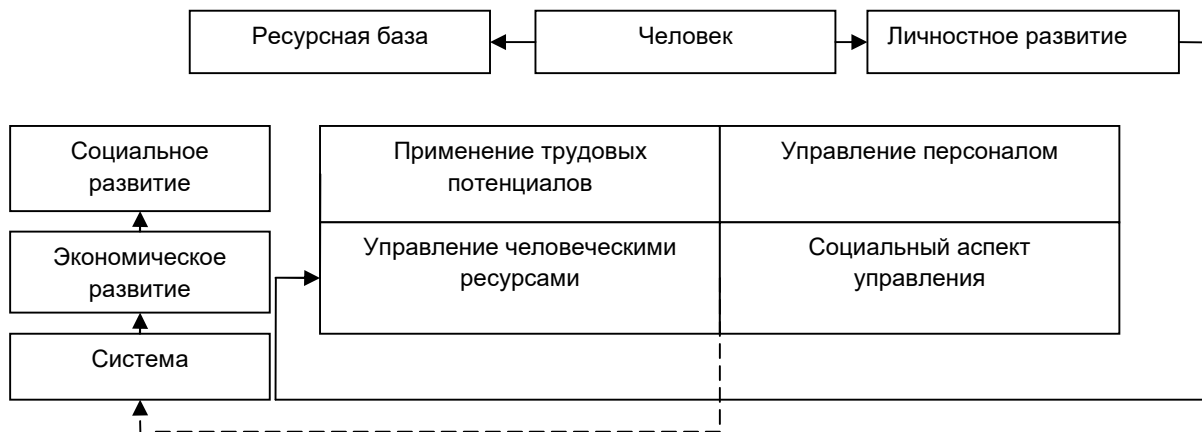 Ресурсная база
Человек
Личностное развитие
Социальное
развитие
Применение трудовых
потенциалов
Управление персоналом
Экономическое
развитие
Управление человеческими
ресурсами
Социальный аспект
управления
Система